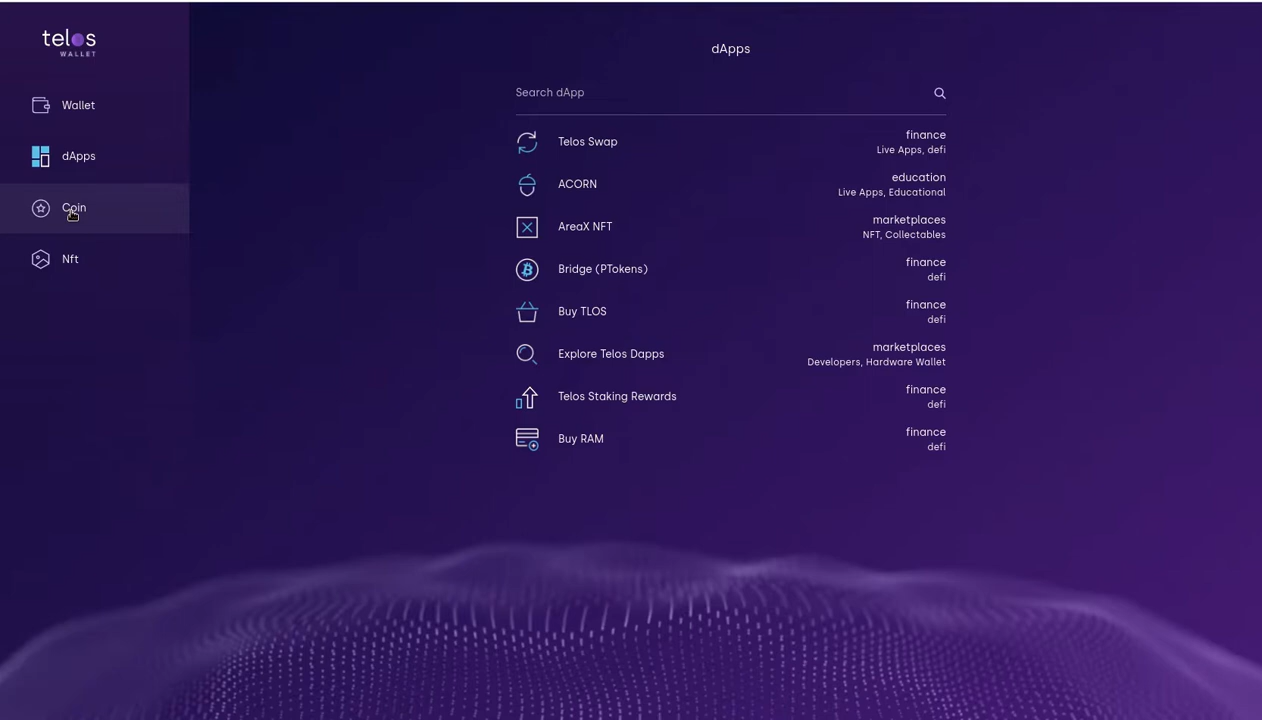 telos
WALLET
Wallet
dApps
Coin
Nft
dApps
Search dApp
Telos Swap
finance
Live Apps, defi
ACORN
education
Live Apps, Educational
AreaX NFT
marketplaces
NFT, Collectables
Bridge (PTokens)
finance
defi
Buy TLOS
finance
defi
Explore Telos Dapps
marketplaces
Developers, Hardware Wallet
Telos Staking Rewards
finance
defi
Buy RAM
finance
defi